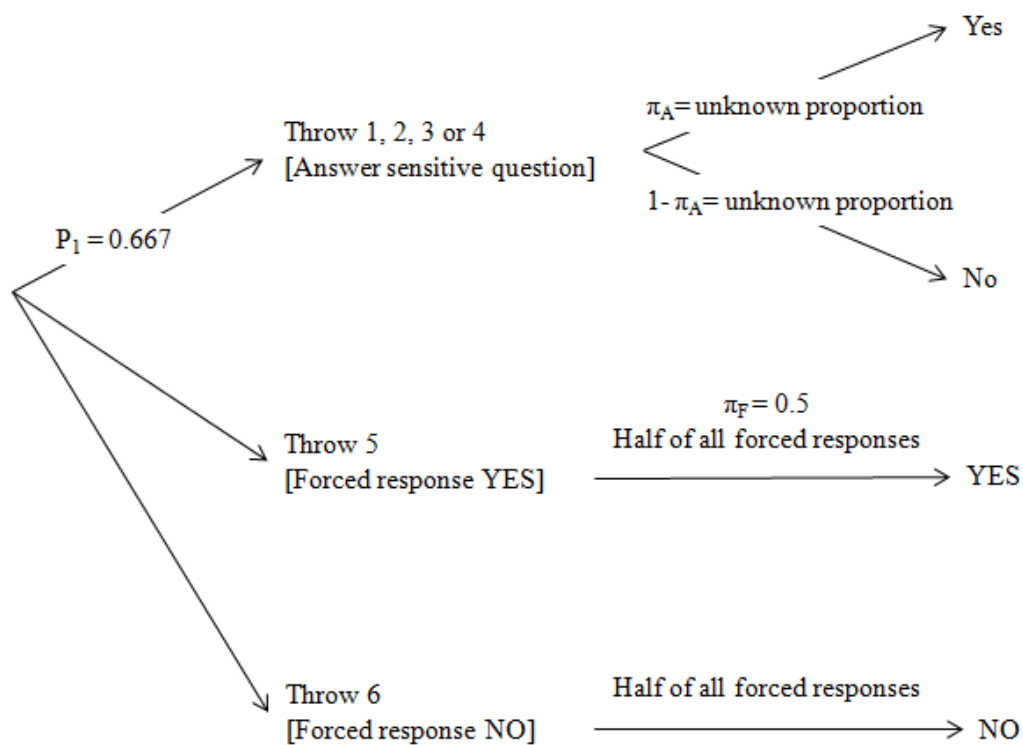 Yes
π_A = unknown proportion
Throw 1, 2, 3 or 4
[Answer sensitive question]
1- π_A = unknown proportion
P_1 = 0.667
No
π_F = 0.5
Half of all forced responses
Throw 5
[Forced response YES]
YES
Half of all forced responses
Throw 6
[Forced response NO]
NO